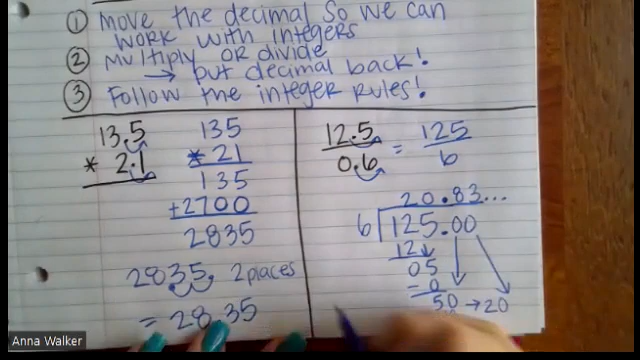 ① Move the decimal so we can
work with integers
② Multiply OR divide
→ put decimal back!
③ Follow the integer rules!
13.5
* 2.1
135
* 21
135
+2700
2835
2835. 2 places
= 28.35
12.5 / 0.6 = 125 / 6
20.83...
6 125.00
12
05
- 0
50 → 20
Anna Walker